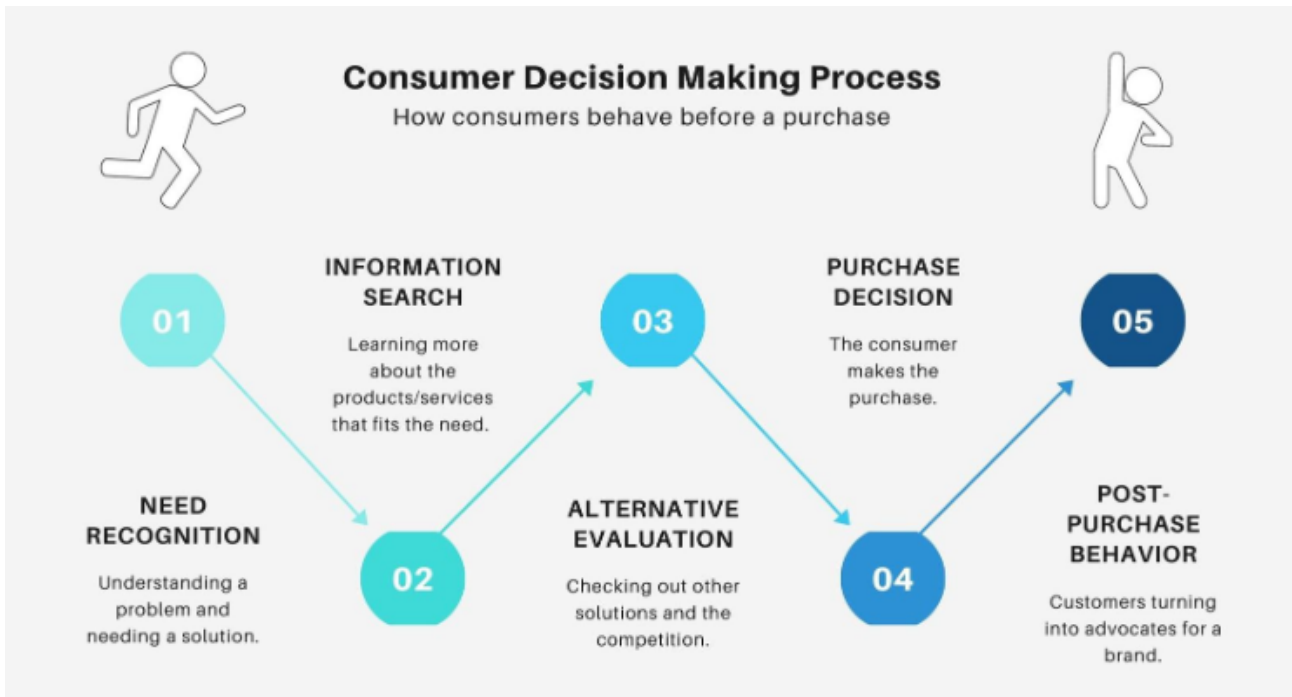 Consumer Decision Making Process
How consumers behave before a purchase
01
NEED
RECOGNITION
Understanding a
problem and
needing a solution.
INFORMATION
SEARCH
Learning more
about the
products/services
that fits the need.
02
03
ALTERNATIVE
EVALUATION
Checking out other
solutions and the
competition.
PURCHASE
DECISION
The consumer
makes the
purchase.
04
05
POST-
PURCHASE
BEHAVIOR
Customers turning
into advocates for a
brand.